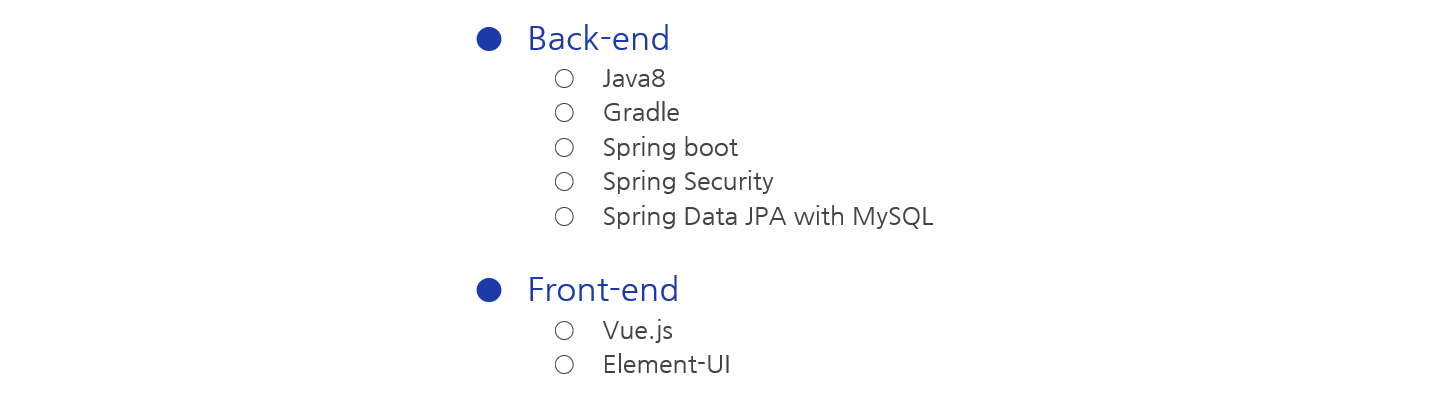 Back-end
Java8
Gradle
Spring boot
Spring Security
Spring Data JPA with MySQL
Front-end
Vue.js
Element-UI